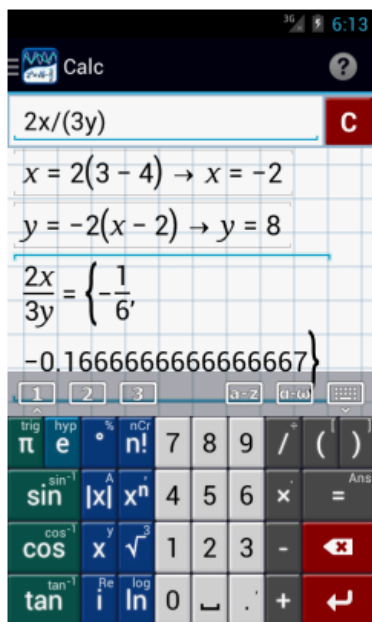 3G 6:13
Calc ?
2x/(3y) C
x = 2(3 − 4) → x = −2
y = −2(x − 2) → y = 8
2x/3y = {−1/6,
−0.1666666666666667}
1 2 3 a-z α-ω
trig hyp % nCr ÷ [ ]
π e ° n! 7 8 9 / ( )
sin⁻¹ A Ans
sin |x| xⁿ 4 5 6 × =
cos⁻¹ y 3
cos x √ 1 2 3 -
tan⁻¹ Re log
tan i ln 0 . +